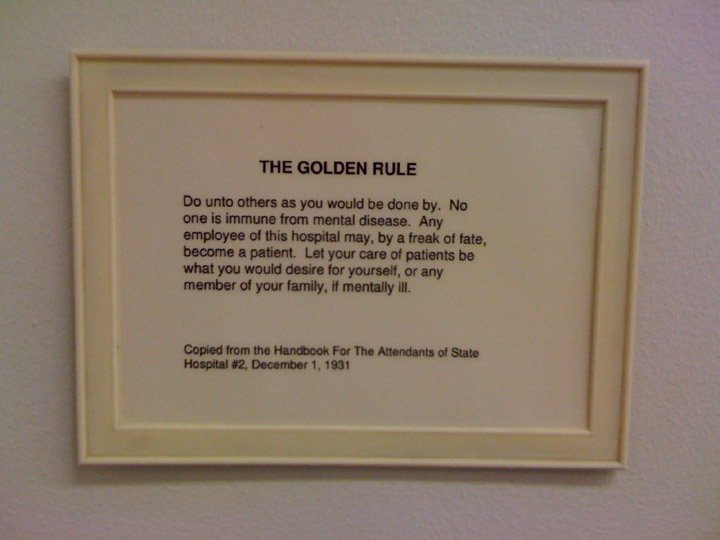 THE GOLDEN RULE
Do unto others as you would be done by.  No
one is immune from mental disease.  Any
employee of this hospital may, by a freak of fate,
become a patient.  Let your care of patients be
what you would desire for yourself, or any
member of your family, if mentally ill.
Copied from the Handbook For The Attendants of State
Hospital #2, December 1, 1931